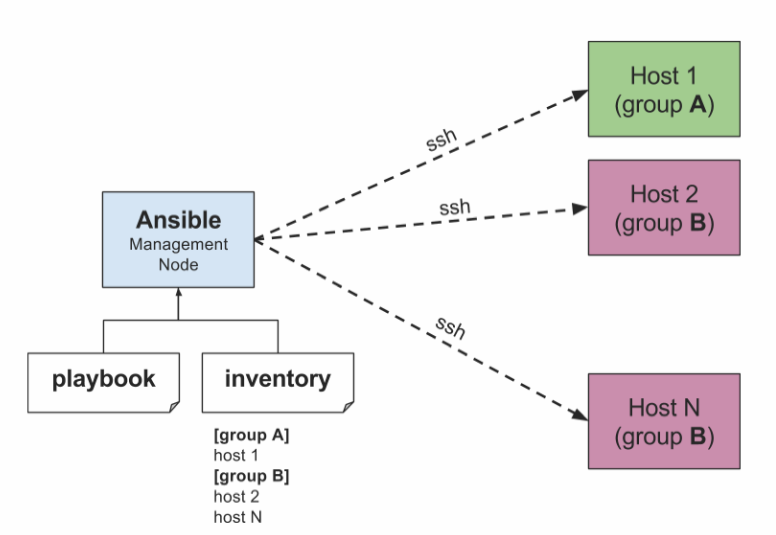 Host 1
(group A)
ssh
Host 2
(group B)
ssh
Ansible
Management
Node
ssh
playbook
inventory
Host N
(group B)
[group A]
host 1
[group B]
host 2
host N